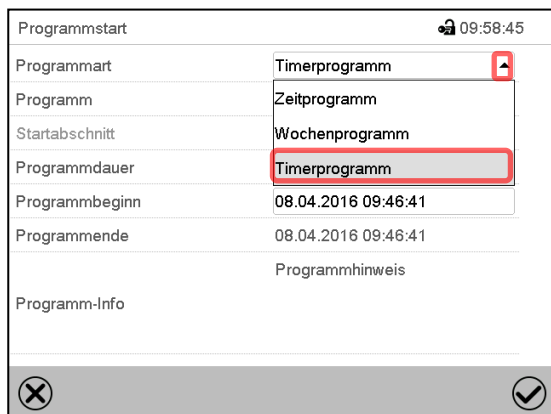 Programmstart 09:58:45
Programmart Timerprogramm
Programm Zeitprogramm
Startabschnitt Wochenprogramm
Programmdauer Timerprogramm
Programmbeginn 08.04.2016 09:46:41
Programmende 08.04.2016 09:46:41
Programmhinweis
Programm-Info